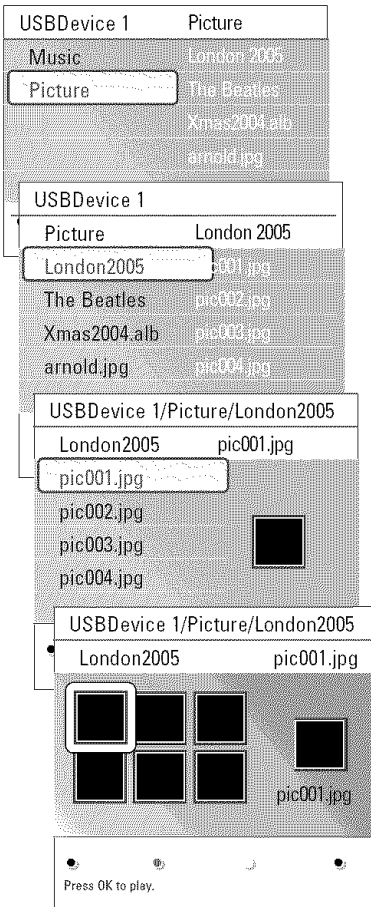 USBDevice 1 Picture
Music London 2005
Picture The Beatles
Xmas2004.alb
arnold.jpg
USBDevice 1
Picture London 2005
London2005 pic001.jpg
The Beatles pic002.jpg
Xmas2004.alb pic003.jpg
arnold.jpg pic004.jpg
USBDevice 1/Picture/London2005
London2005 pic001.jpg
pic001.jpg
pic002.jpg
pic003.jpg
pic004.jpg
USBDevice 1/Picture/London2005
London2005 pic001.jpg
pic001.jpg
Press OK to play.